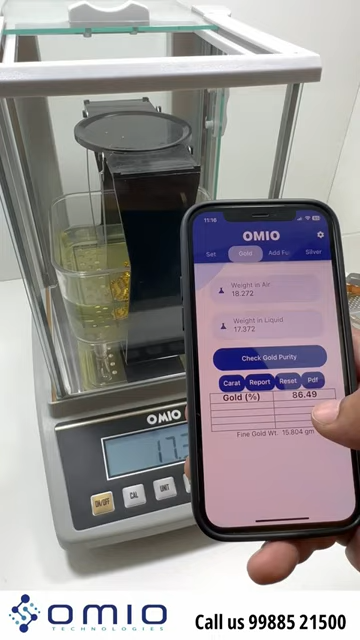 11:16
OMIO
Set Gold Add Fu Silver
Weight in Air
18.272
Weight in Liquid
17.372
Check Gold Purity
Carat Report Reset Pdf
Gold (%) 86.49
Fine Gold Wt. 15.804 gm
OMIO
17.
ON/OFF
CAL
UNIT
OMIO
TECHNOLOGIES
Call us 99885 21500